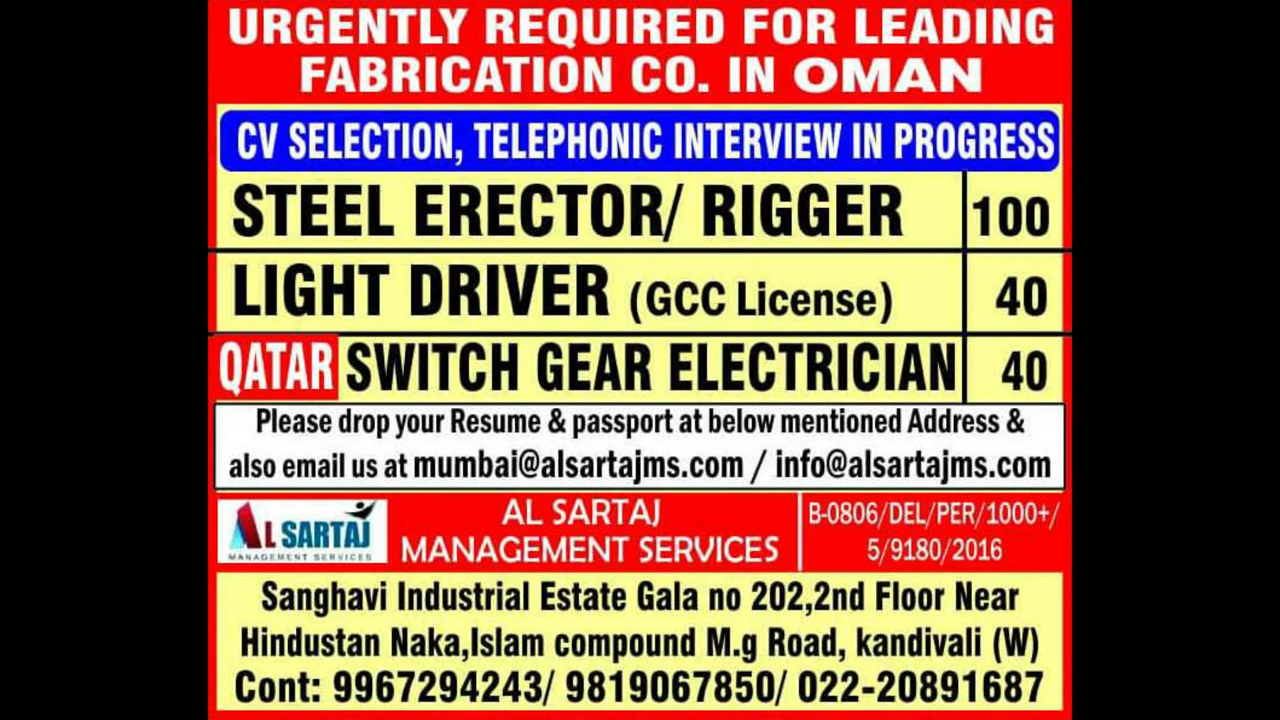 URGENTLY REQUIRED FOR LEADING
FABRICATION CO. IN OMAN
CV SELECTION, TELEPHONIC INTERVIEW IN PROGRESS
STEEL ERECTOR/ RIGGER 100
LIGHT DRIVER (GCC License) 40
QATAR SWITCH GEAR ELECTRICIAN 40
Please drop your Resume & passport at below mentioned Address &
also email us at mumbai@alsartajms.com / info@alsartajms.com
AL SARTAJ
MANAGEMENT SERVICES
AL SARTAJ
MANAGEMENT SERVICES
B-0806/DEL/PER/1000+/
5/9180/2016
Sanghavi Industrial Estate Gala no 202,2nd Floor Near
Hindustan Naka,Islam compound M.g Road, kandivali (W)
Cont: 9967294243/ 9819067850/ 022-20891687